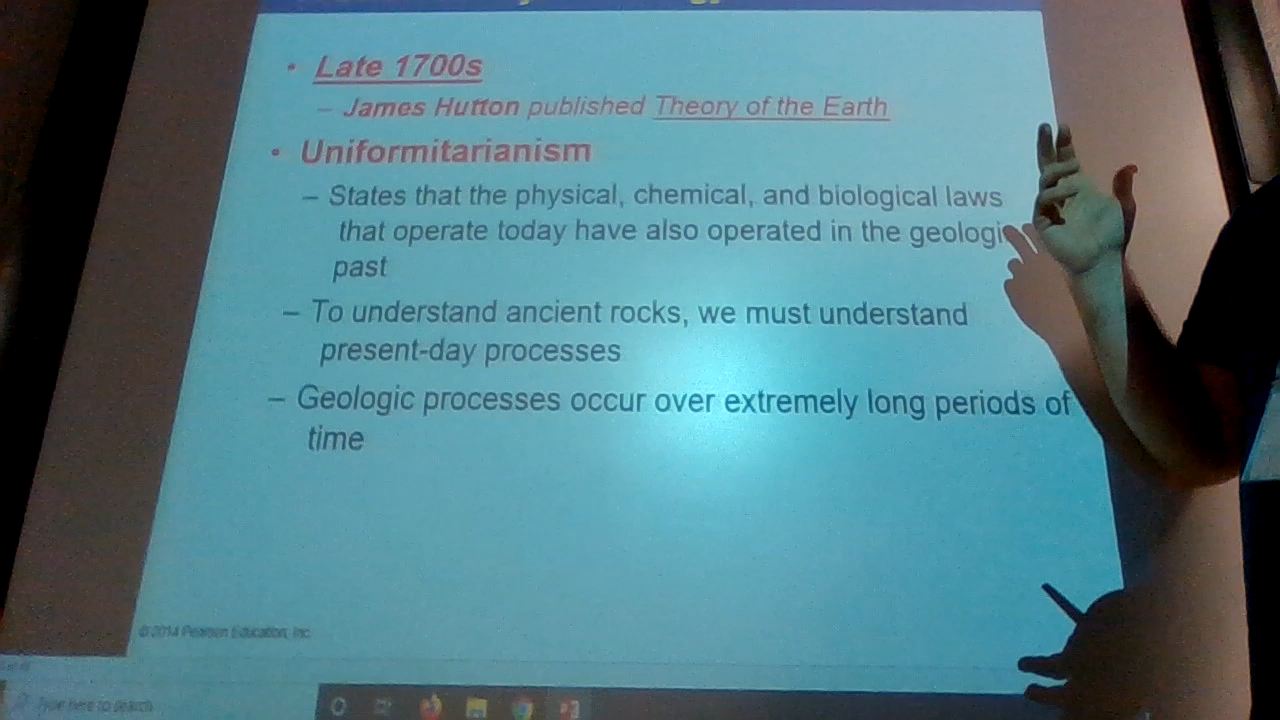 • Late 1700s
– James Hutton published Theory of the Earth
• Uniformitarianism
– States that the physical, chemical, and biological laws
that operate today have also operated in the geologi
past
– To understand ancient rocks, we must understand
present-day processes
– Geologic processes occur over extremely long periods of
time
© 2014 Pearson Education, Inc.
Type here to search